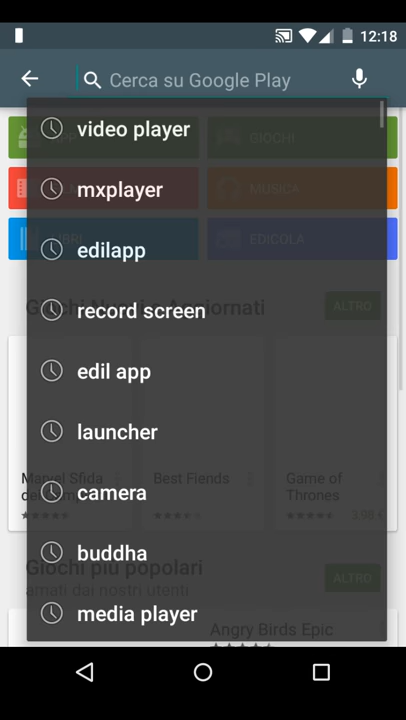 12:18
Cerca su Google Play
video player
GIOCHI
mxplayer
MUSICA
edilapp
LIBRI
EDICOLA
record screen
Giochi Nuovi e Aggiornati
ALTRO
edil app
launcher
Marvel Sfida
Best Fiends
Game of
Thrones
camera
3,98
buddha
Giochi più popolari
amati dai nostri utenti
ALTRO
media player
Angry Birds Epic